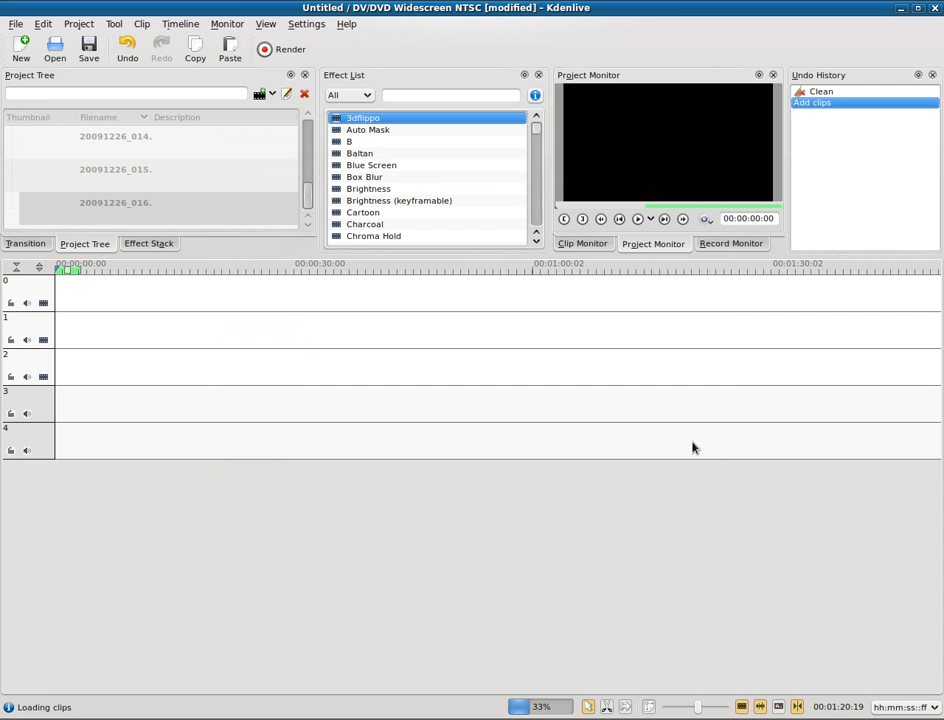 Untitled / DV/DVD Widescreen NTSC [modified] – Kdenlive
File Edit Project Tool Clip Timeline Monitor View Settings Help
New Open Save Undo Redo Copy Paste Render
Project Tree
Thumbnail Filename Description
20091226_014.
20091226_015.
20091226_016.
Transition Project Tree Effect Stack
Effect List
All
3dflippo
Auto Mask
B
Baltan
Blue Screen
Box Blur
Brightness
Brightness (keyframable)
Cartoon
Charcoal
Chroma Hold
Project Monitor
00:00:00:00
Clip Monitor Project Monitor Record Monitor
Undo History
Clean
Add clips
00:00:00:00 00:00:30:00 00:01:00:02 00:01:30:02
0
1
2
3
4
Loading clips 33% 00:01:20:19 hh:mm:ss::ff